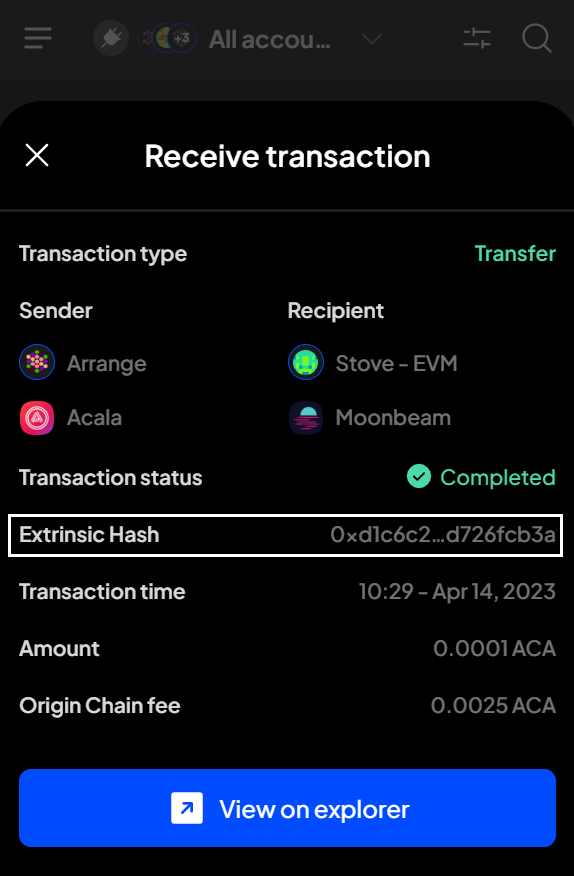 +3 All accou...
Receive transaction
Transaction type Transfer
Sender Recipient
Arrange Stove - EVM
Acala Moonbeam
Transaction status Completed
Extrinsic Hash 0xd1c6c2...d726fcb3a
Transaction time 10:29 - Apr 14, 2023
Amount 0.0001 ACA
Origin Chain fee 0.0025 ACA
View on explorer